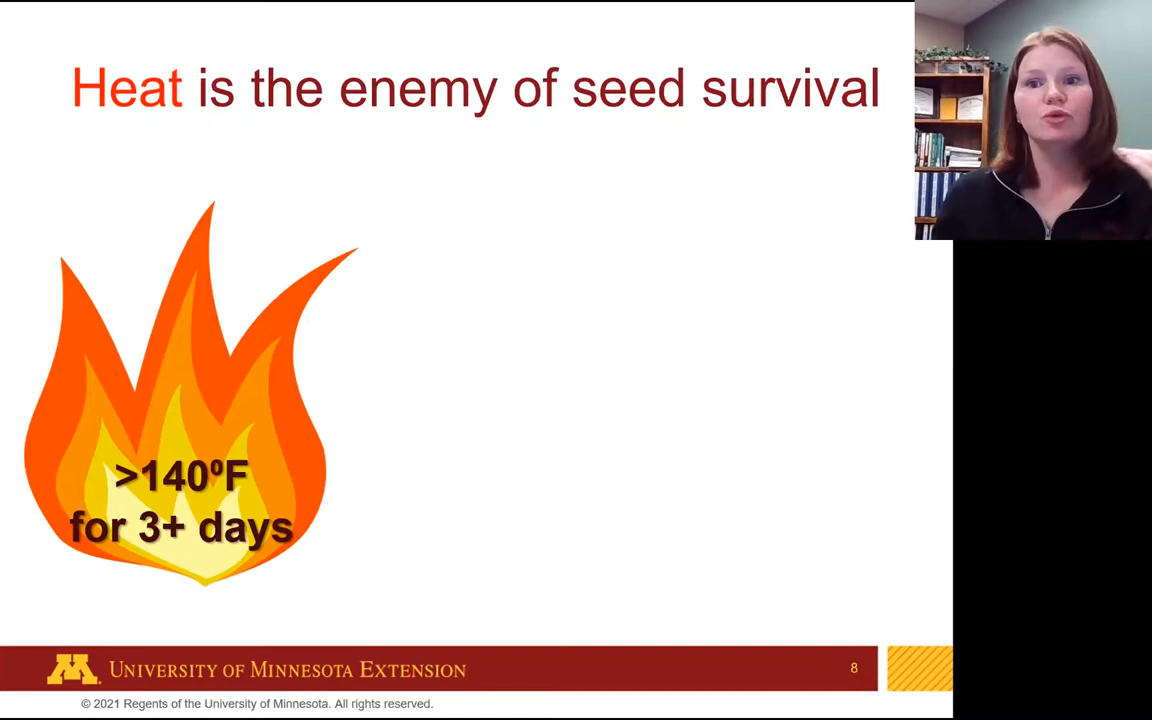 Heat is the enemy of seed survival
>140⁰F
for 3+ days
M
UNIVERSITY OF MINNESOTA EXTENSION
8
© 2021 Regents of the University of Minnesota. All rights reserved.